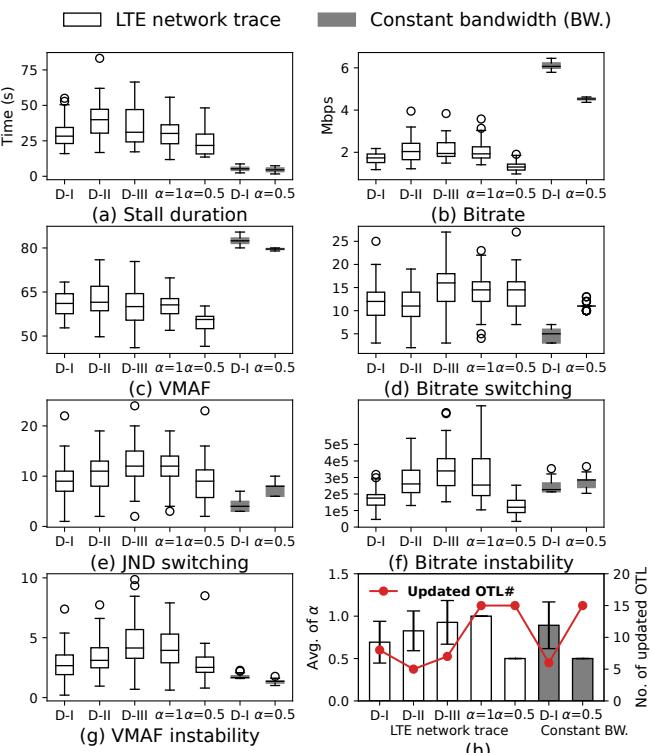 LTE network trace Constant bandwidth (BW.)
75
50
25
0
Time (s)
D-I D-II D-III α=1 α=0.5 D-I α=0.5
(a) Stall duration
6
4
2
Mbps
D-I D-II D-III α=1 α=0.5 D-I α=0.5
(b) Bitrate
80
65
50
D-I D-II D-III α=1 α=0.5 D-I α=0.5
(c) VMAF
25
20
15
10
5
D-I D-II D-III α=1 α=0.5 D-I α=0.5
(d) Bitrate switching
20
10
0
D-I D-II D-III α=1 α=0.5 D-I α=0.5
(e) JND switching
5e5
4e5
3e5
2e5
1e5
0
D-I D-II D-III α=1 α=0.5 D-I α=0.5
(f) Bitrate instability
10
5
0
D-I D-II D-III α=1 α=0.5 D-I α=0.5
(g) VMAF instability
Updated OTL#
1.5
1.0
0.5
0.0
Avg. of α
20
15
10
5
0
No. of updated OTL
D-I D-II D-III α=1 α=0.5 D-I α=0.5
LTE network trace Constant BW.
(h)